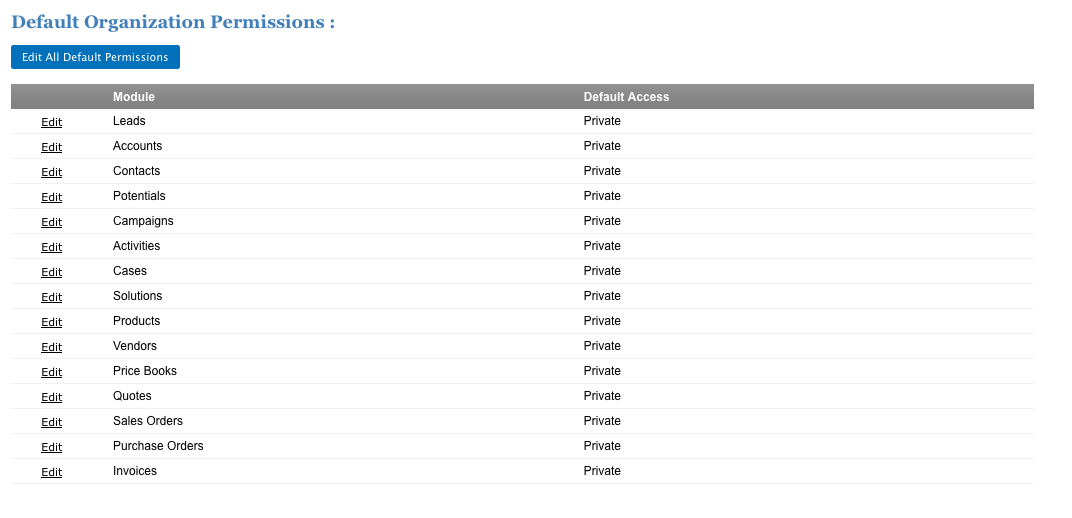 Default Organization Permissions :
Edit All Default Permissions
Module Default Access
Edit Leads Private
Edit Accounts Private
Edit Contacts Private
Edit Potentials Private
Edit Campaigns Private
Edit Activities Private
Edit Cases Private
Edit Solutions Private
Edit Products Private
Edit Vendors Private
Edit Price Books Private
Edit Quotes Private
Edit Sales Orders Private
Edit Purchase Orders Private
Edit Invoices Private